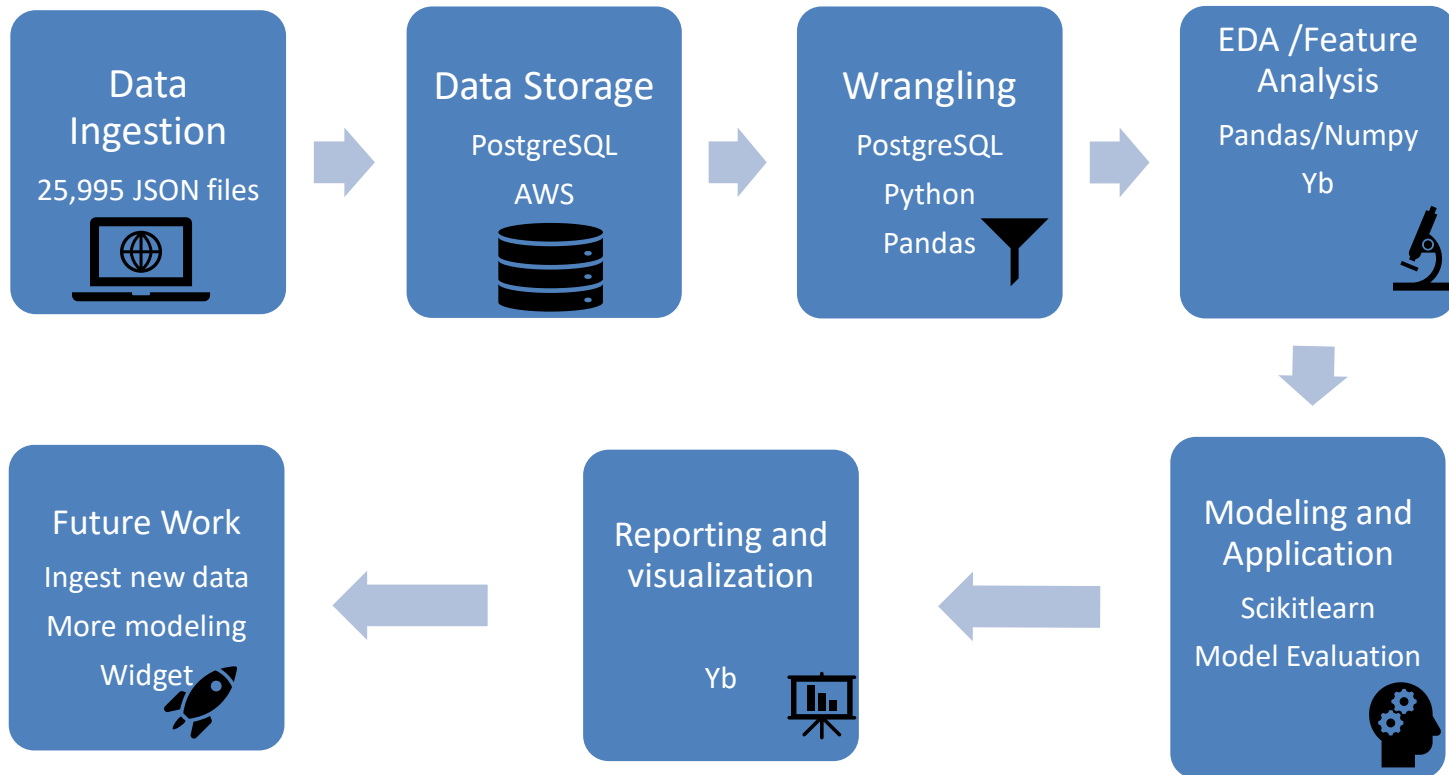 Data
Ingestion
25,995 JSON files
Data Storage
PostgreSQL
AWS
Wrangling
PostgreSQL
Python
Pandas
EDA /Feature
Analysis
Pandas/Numpy
Yb
Modeling and
Application
Scikitlearn
Model Evaluation
Reporting and
visualization
Yb
Future Work
Ingest new data
More modeling
Widget